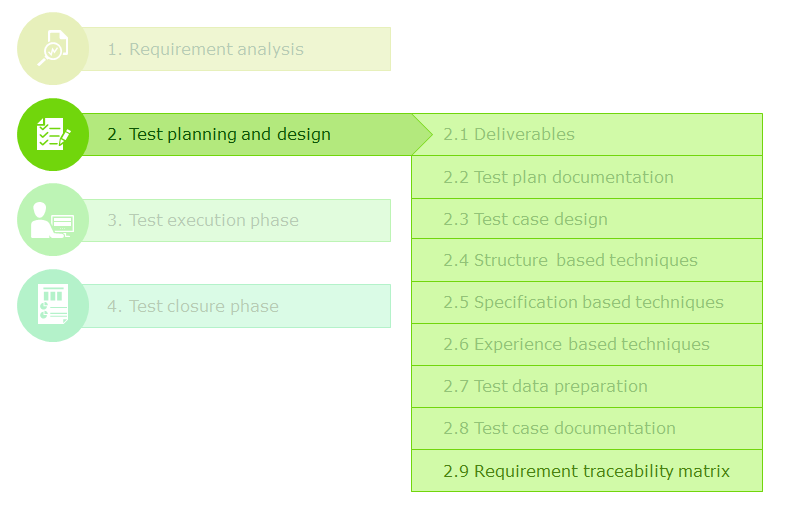 1. Requirement analysis
2. Test planning and design
2.1 Deliverables
2.2 Test plan documentation
2.3 Test case design
2.4 Structure based techniques
2.5 Specification based techniques
2.6 Experience based techniques
2.7 Test data preparation
2.8 Test case documentation
2.9 Requirement traceability matrix
3. Test execution phase
4. Test closure phase